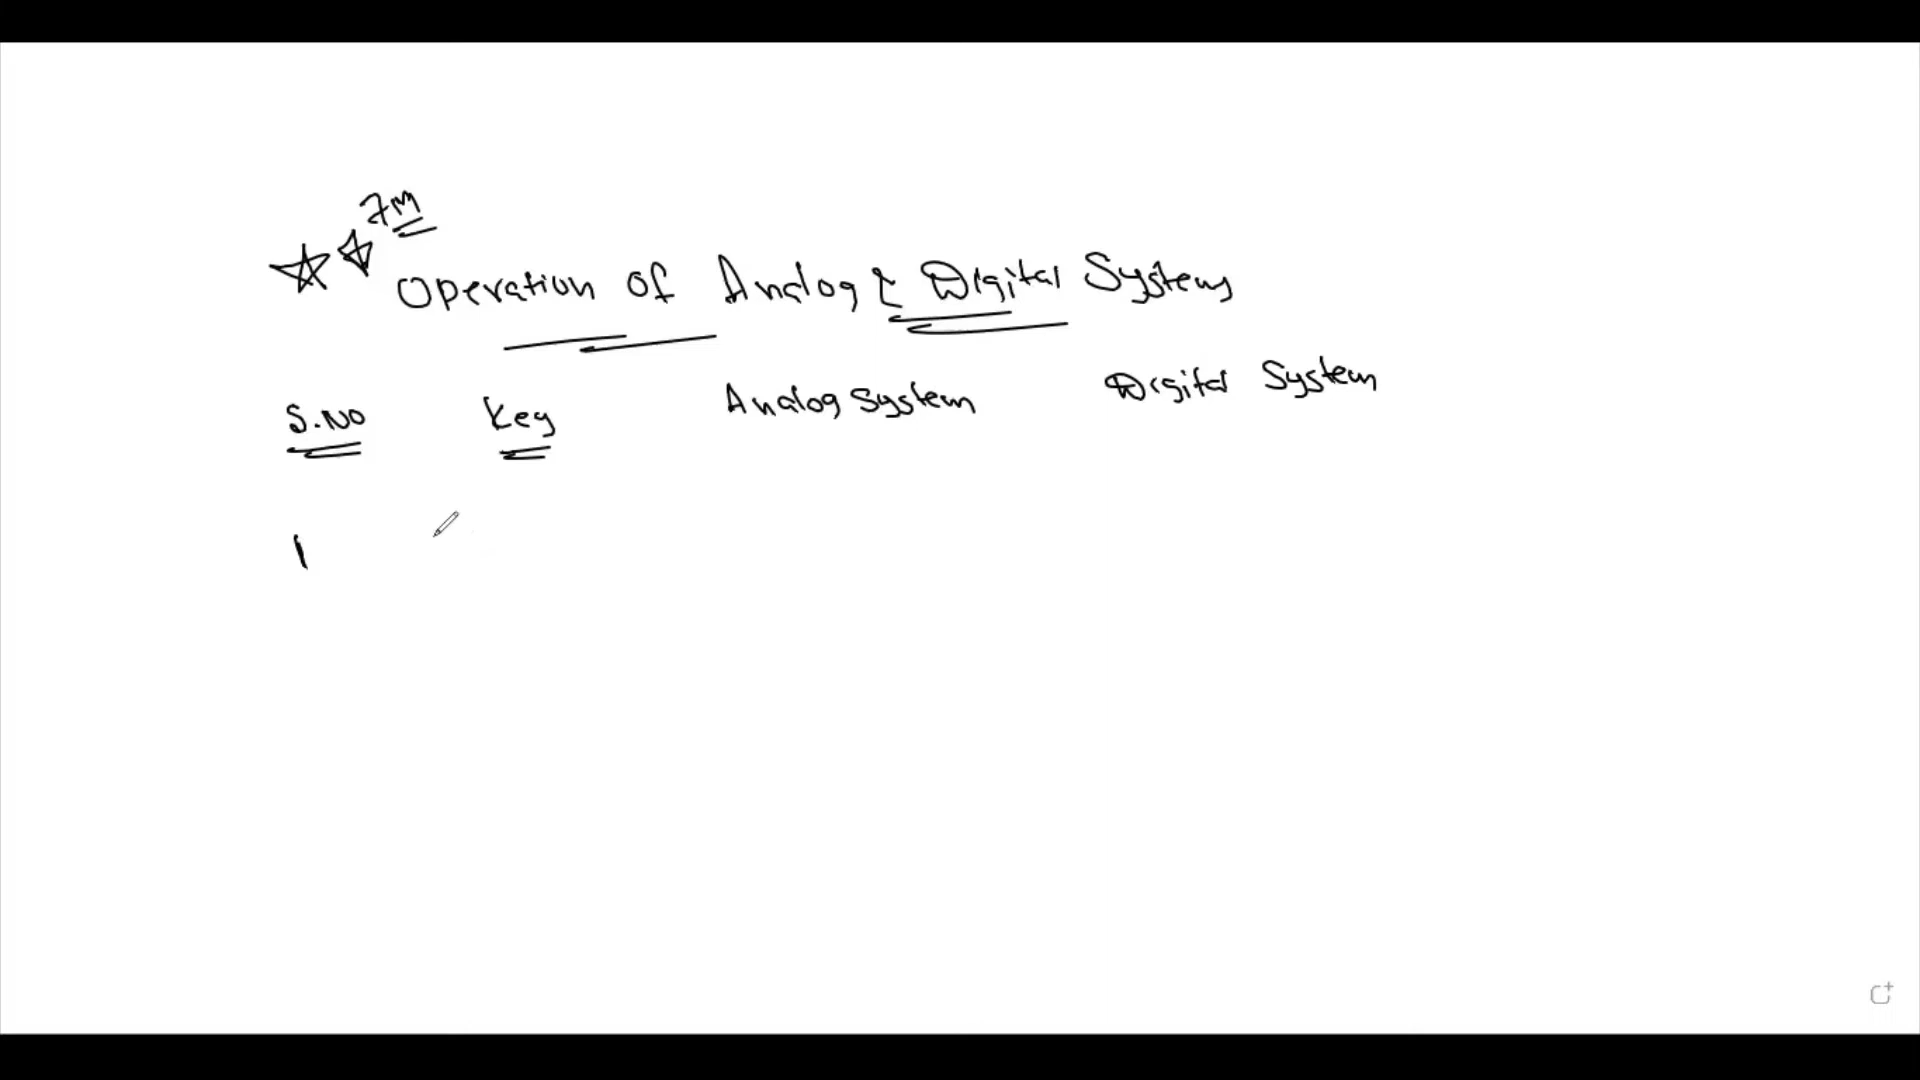 7M
Operation of Analog & Digital Systems
S.No Key Analog System Digital System
1